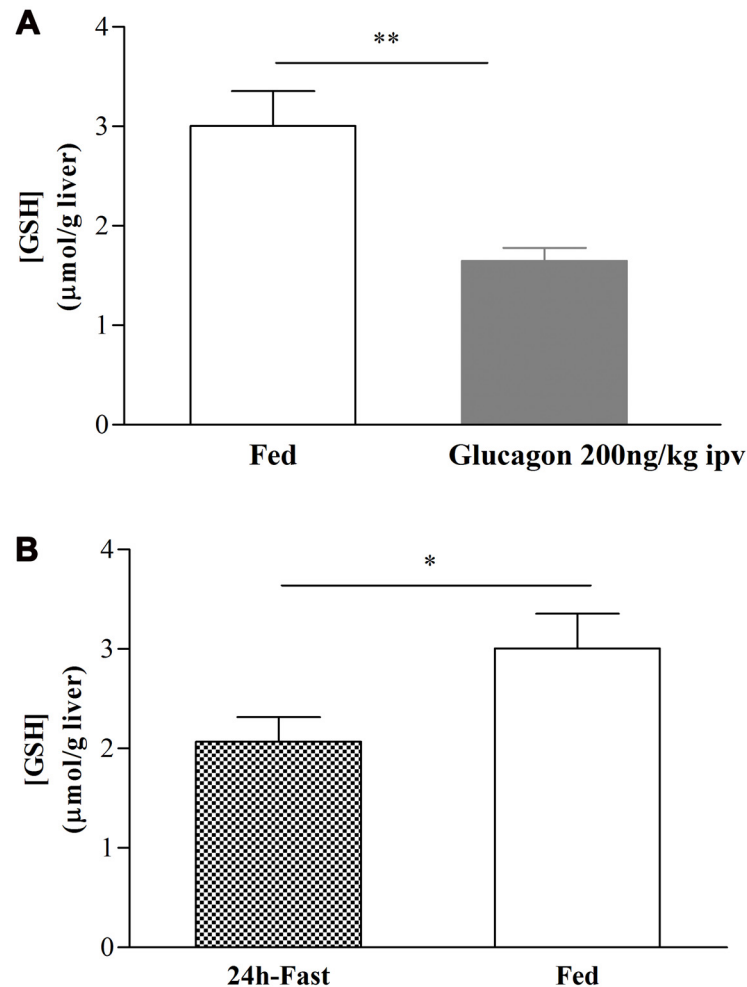 A
4
**
3
2
1
0
[GSH]
(µmol/g liver)
Fed Glucagon 200ng/kg ipv
B
4
*
3
2
1
0
[GSH]
(µmol/g liver)
24h-Fast Fed